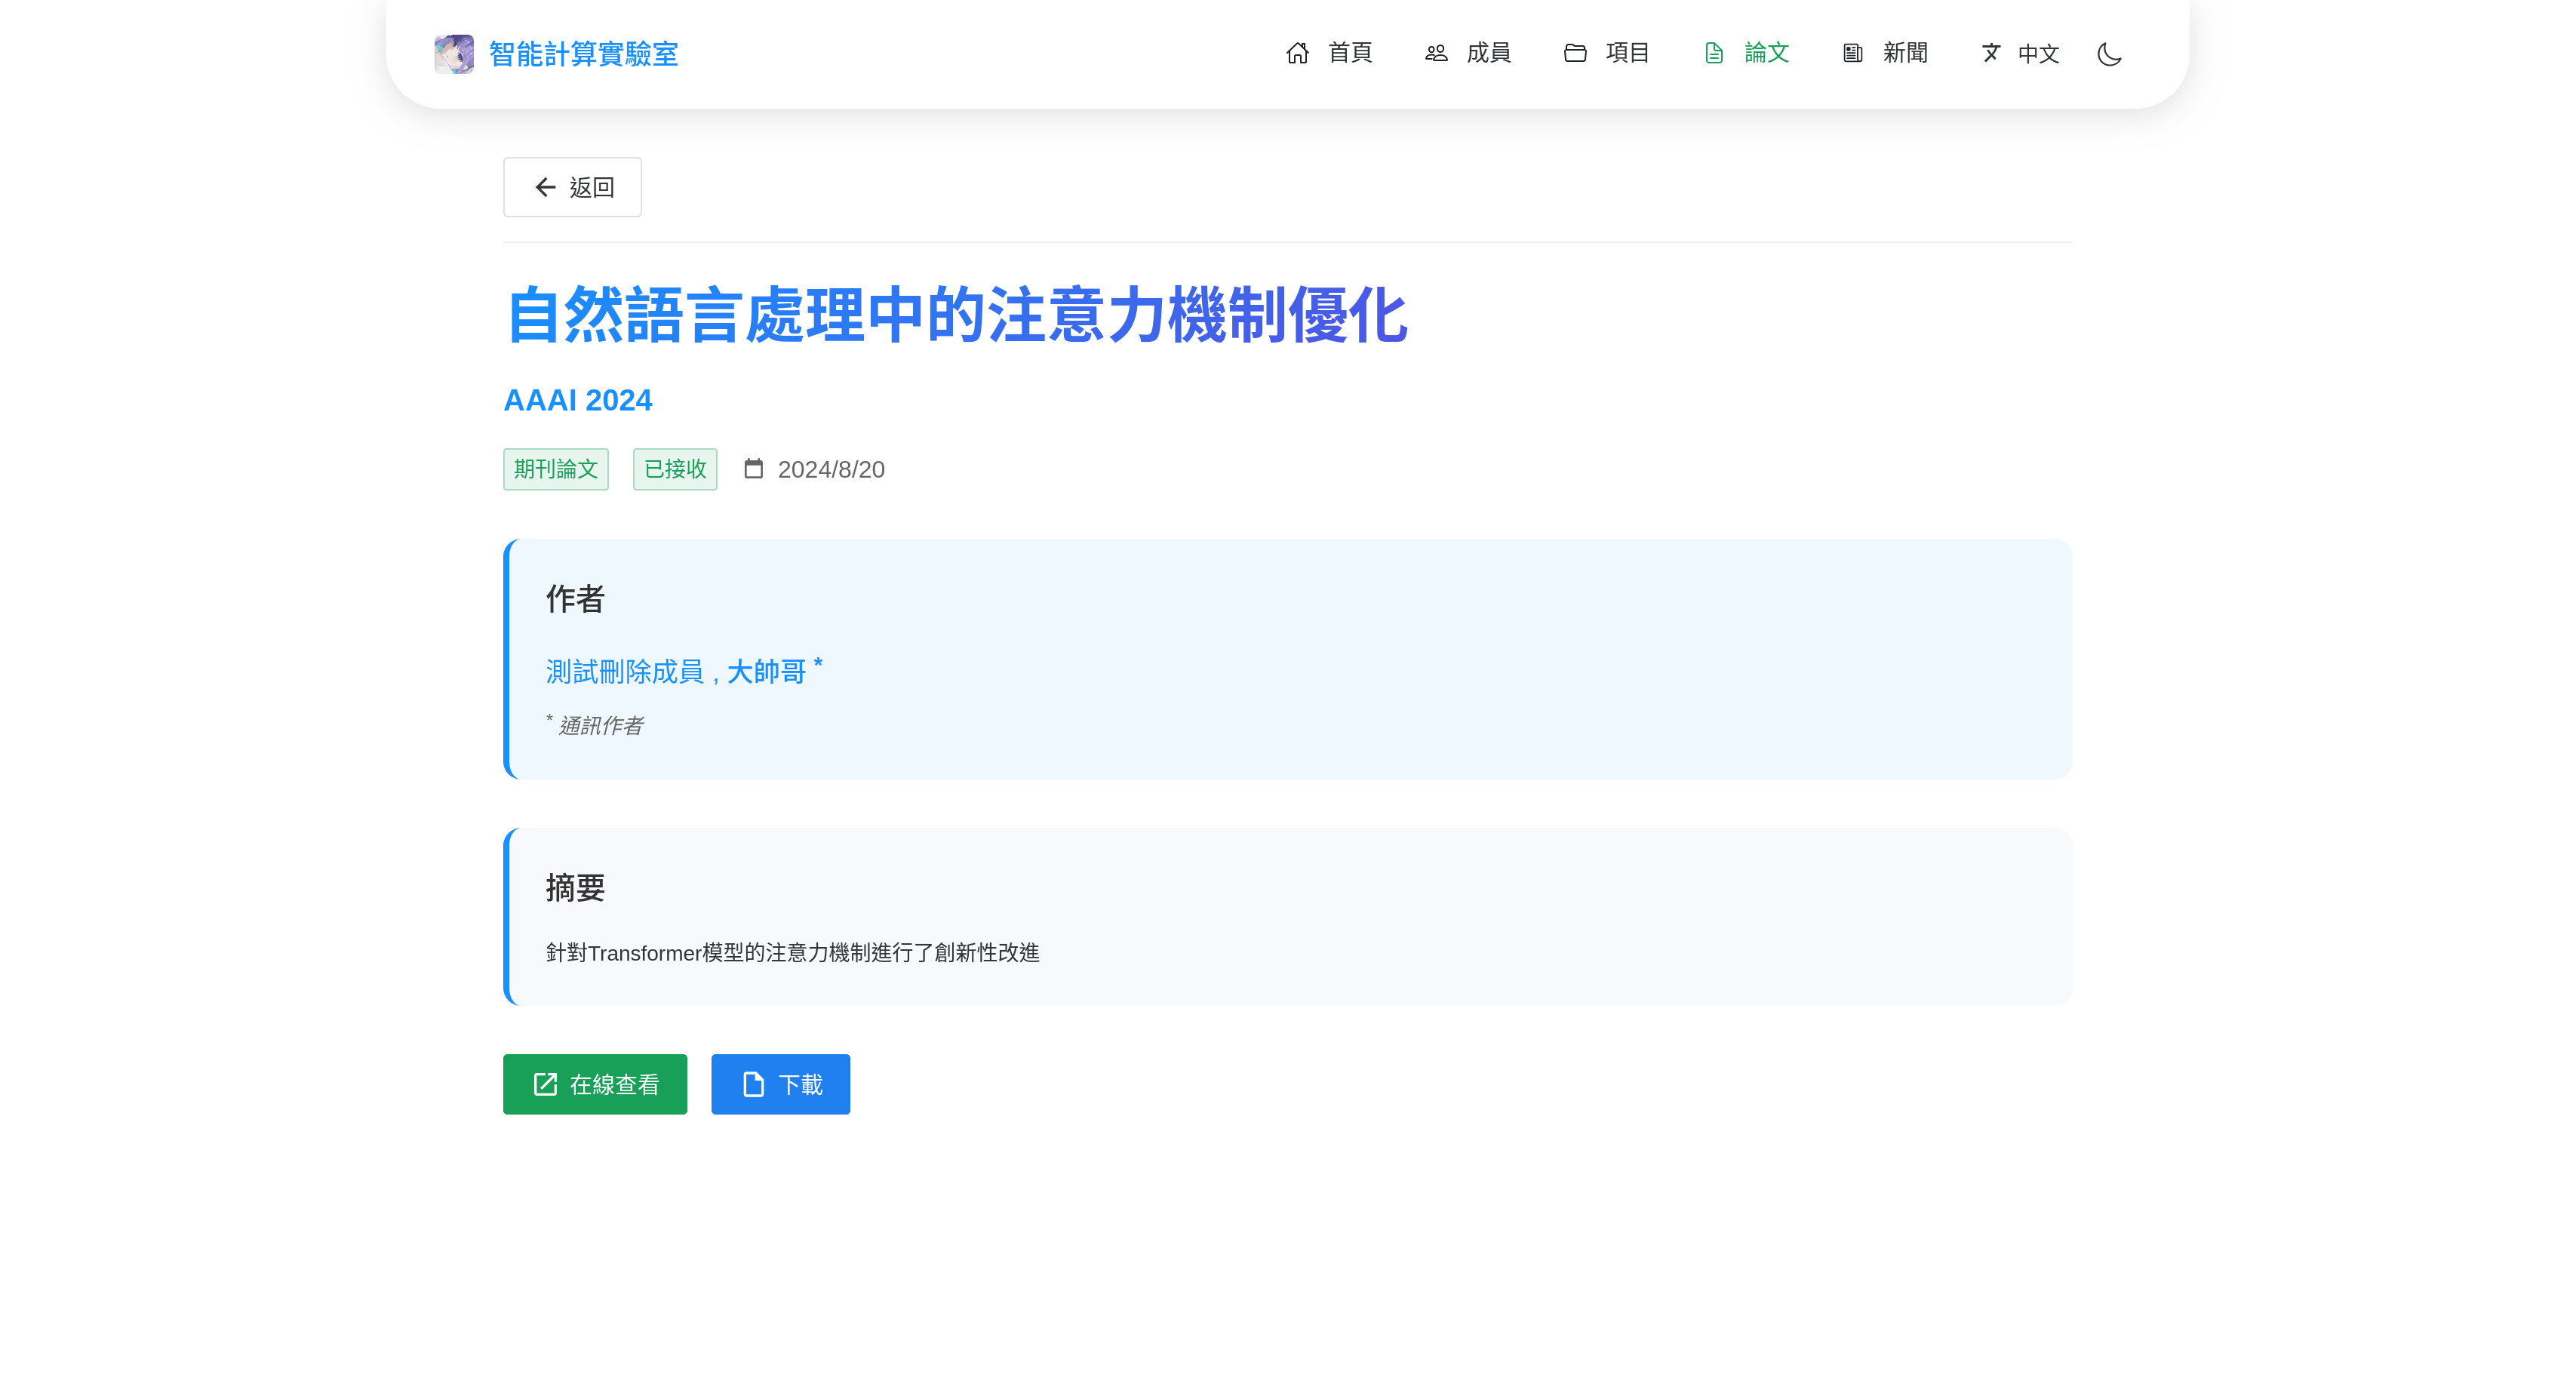 智能計算實驗室
首頁 成員 項目 論文 新聞 中文
返回
自然語言處理中的注意力機制優化
AAAI 2024
期刊論文 已接收 2024/8/20
作者
測試刪除成員 , 大帥哥 *
* 通訊作者
摘要
針對Transformer模型的注意力機制進行了創新性改進
在線查看 下載